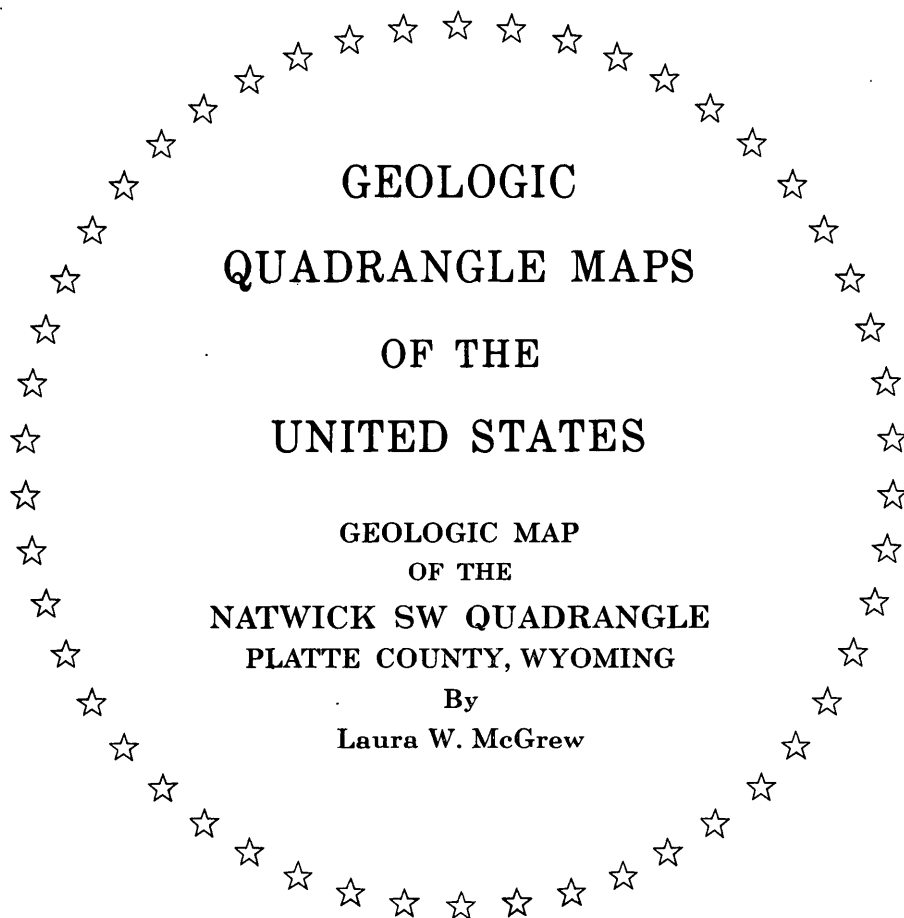 GEOLOGIC
QUADRANGLE MAPS
OF THE
UNITED STATES
GEOLOGIC MAP
OF THE
NATWICK SW QUADRANGLE
PLATTE COUNTY, WYOMING
By
Laura W. McGrew